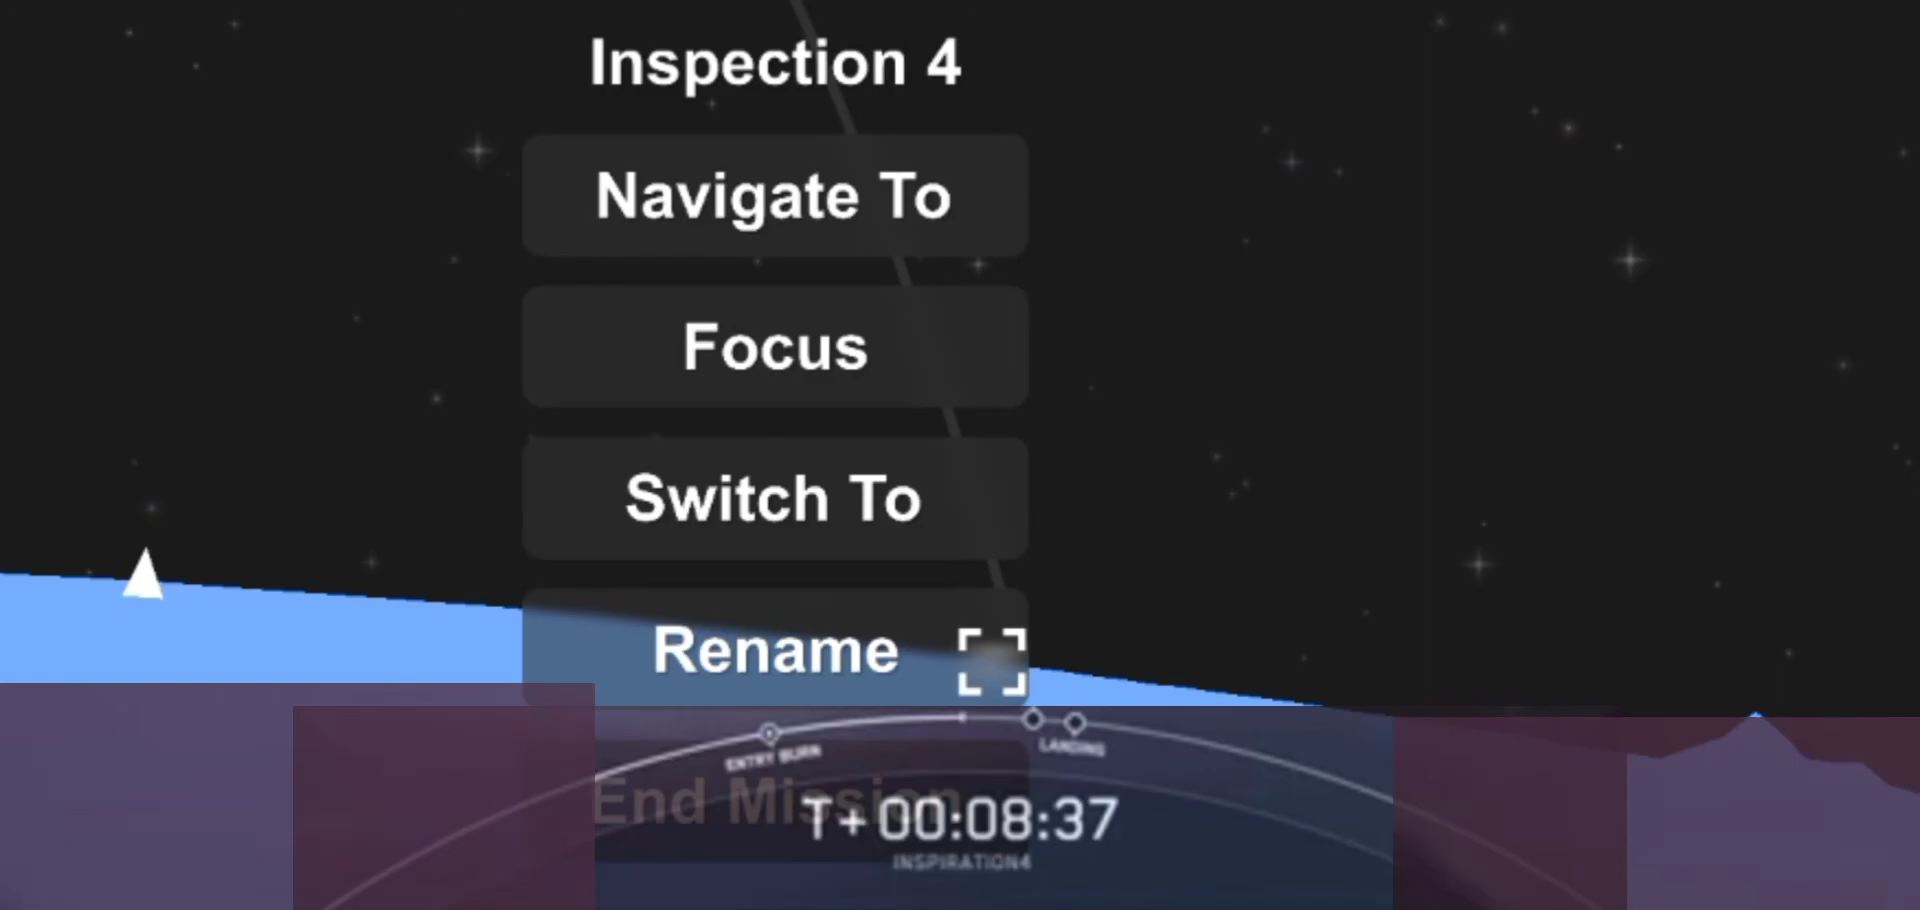 Inspection 4
Navigate To
Focus
Switch To
Rename
ENTRY BURN
LANDING
End Mission
T+ 00:08:37
INSPIRATION4